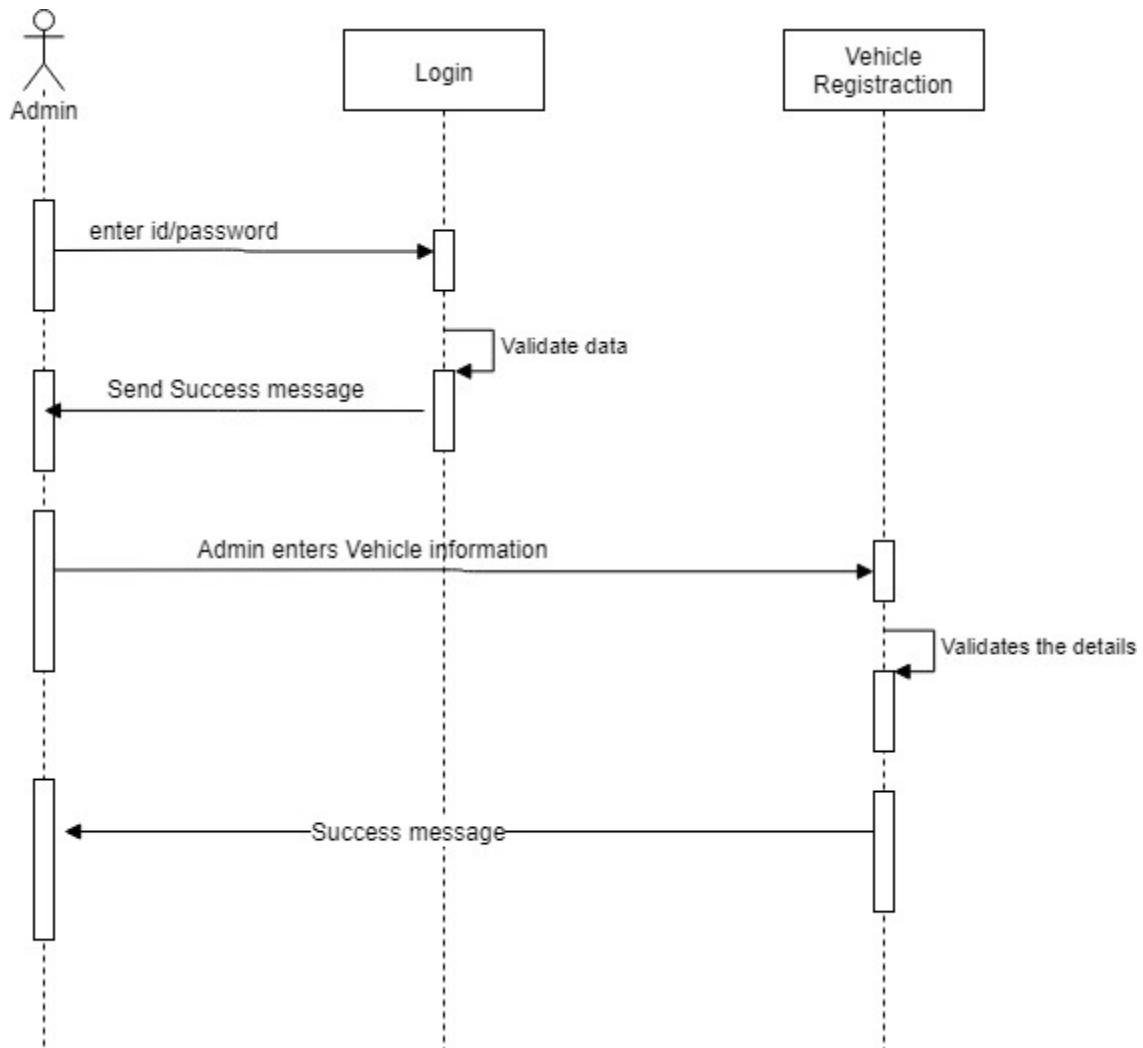 Admin
Login
Vehicle
Registraction
enter id/password
Validate data
Send Success message
Admin enters Vehicle information
Validates the details
Success message